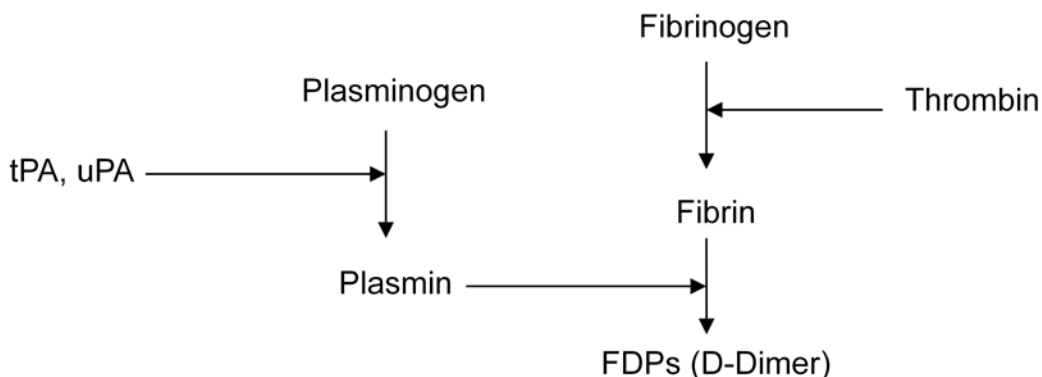 Fibrinogen
Plasminogen
Thrombin
tPA, uPA
Fibrin
Plasmin
FDPs (D-Dimer)